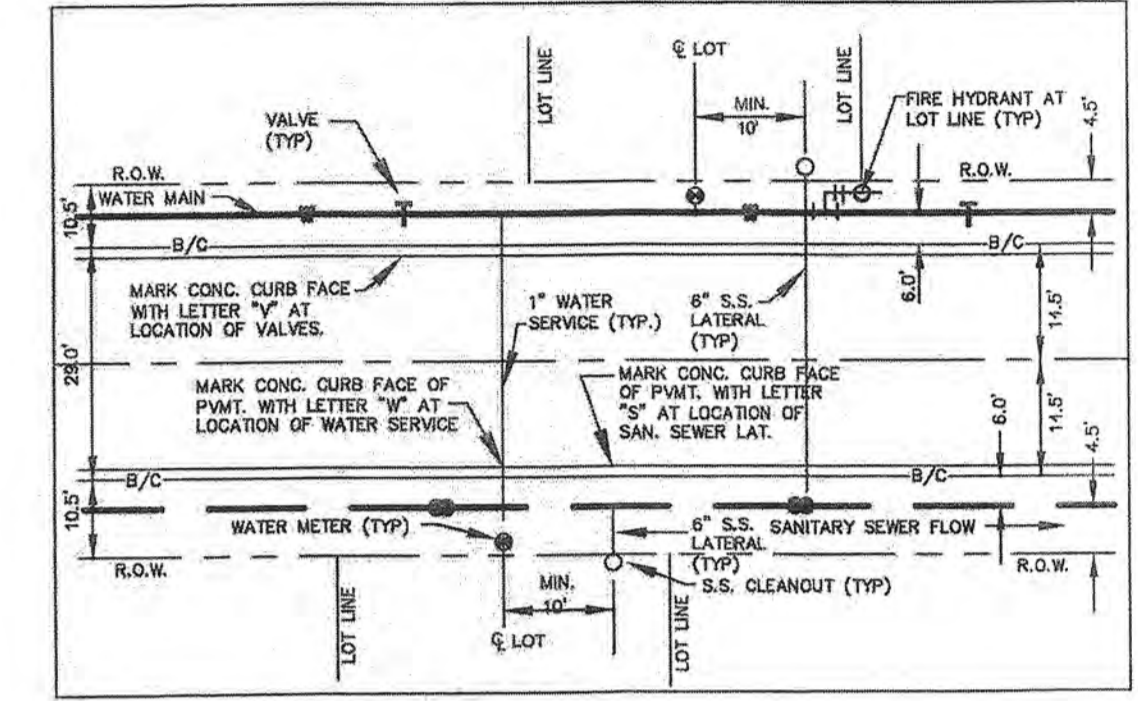 ℄ LOT
LOT LINE
LOT LINE
MIN.
10'
FIRE HYDRANT AT
LOT LINE (TYP)
4.5'
VALVE
(TYP)
R.O.W.
R.O.W.
WATER MAIN
10.5'
B/C
B/C
MARK CONC. CURB FACE
WITH LETTER "V" AT
LOCATION OF VALVES.
1" WATER
SERVICE (TYP.)
6" S.S.
LATERAL
(TYP)
6.0'
14.5'
29.0'
MARK CONC. CURB FACE OF
PVMT. WITH LETTER "W" AT
LOCATION OF WATER SERVICE
MARK CONC. CURB FACE
OF PVMT. WITH LETTER
"S" AT LOCATION OF
SAN. SEWER LAT.
6.0'
14.5'
4.5'
B/C
B/C
10.5'
WATER METER (TYP)
6" S.S.
LATERAL
(TYP)
SANITARY SEWER FLOW
R.O.W.
R.O.W.
S.S. CLEANOUT (TYP)
MIN.
10'
LOT LINE
℄ LOT
LOT LINE